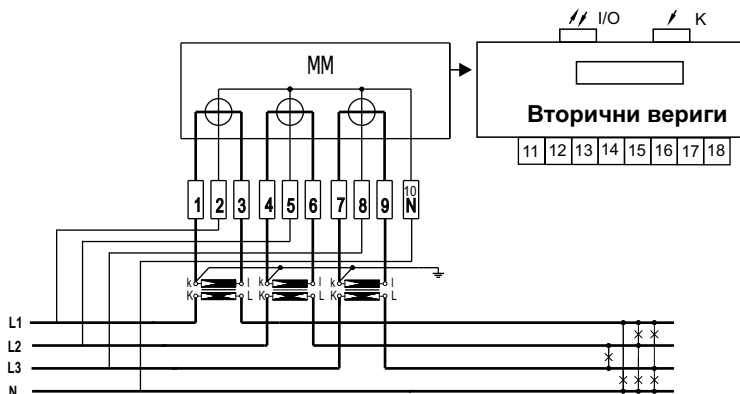 I/O K
MM
Вторични вериги
11 12 13 14 15 16 17 18
1 2 3 4 5 6 7 8 9 10 N
k l k l k l
K L K L K L
L1
L2
L3
N